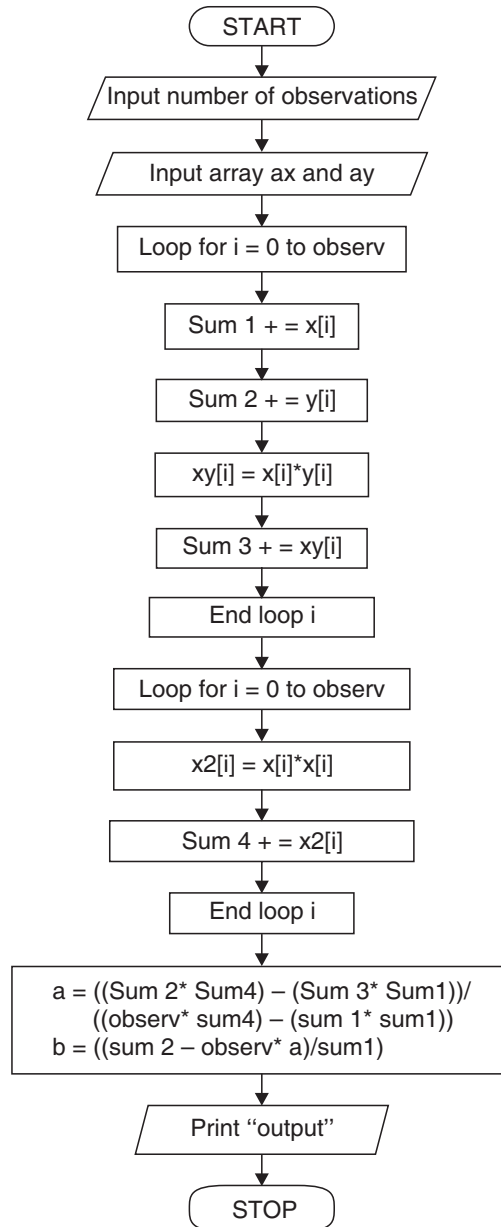 START
Input number of observations
Input array ax and ay
Loop for i = 0 to observ
Sum 1 + = x[i]
Sum 2 + = y[i]
xy[i] = x[i]*y[i]
Sum 3 + = xy[i]
End loop i
Loop for i = 0 to observ
x2[i] = x[i]*x[i]
Sum 4 + = x2[i]
End loop i
a = ((Sum 2* Sum4) – (Sum 3* Sum1))/
((observ* sum4) – (sum 1* sum1))
b = ((sum 2 – observ* a)/sum1)
Print ‘‘output’’
STOP